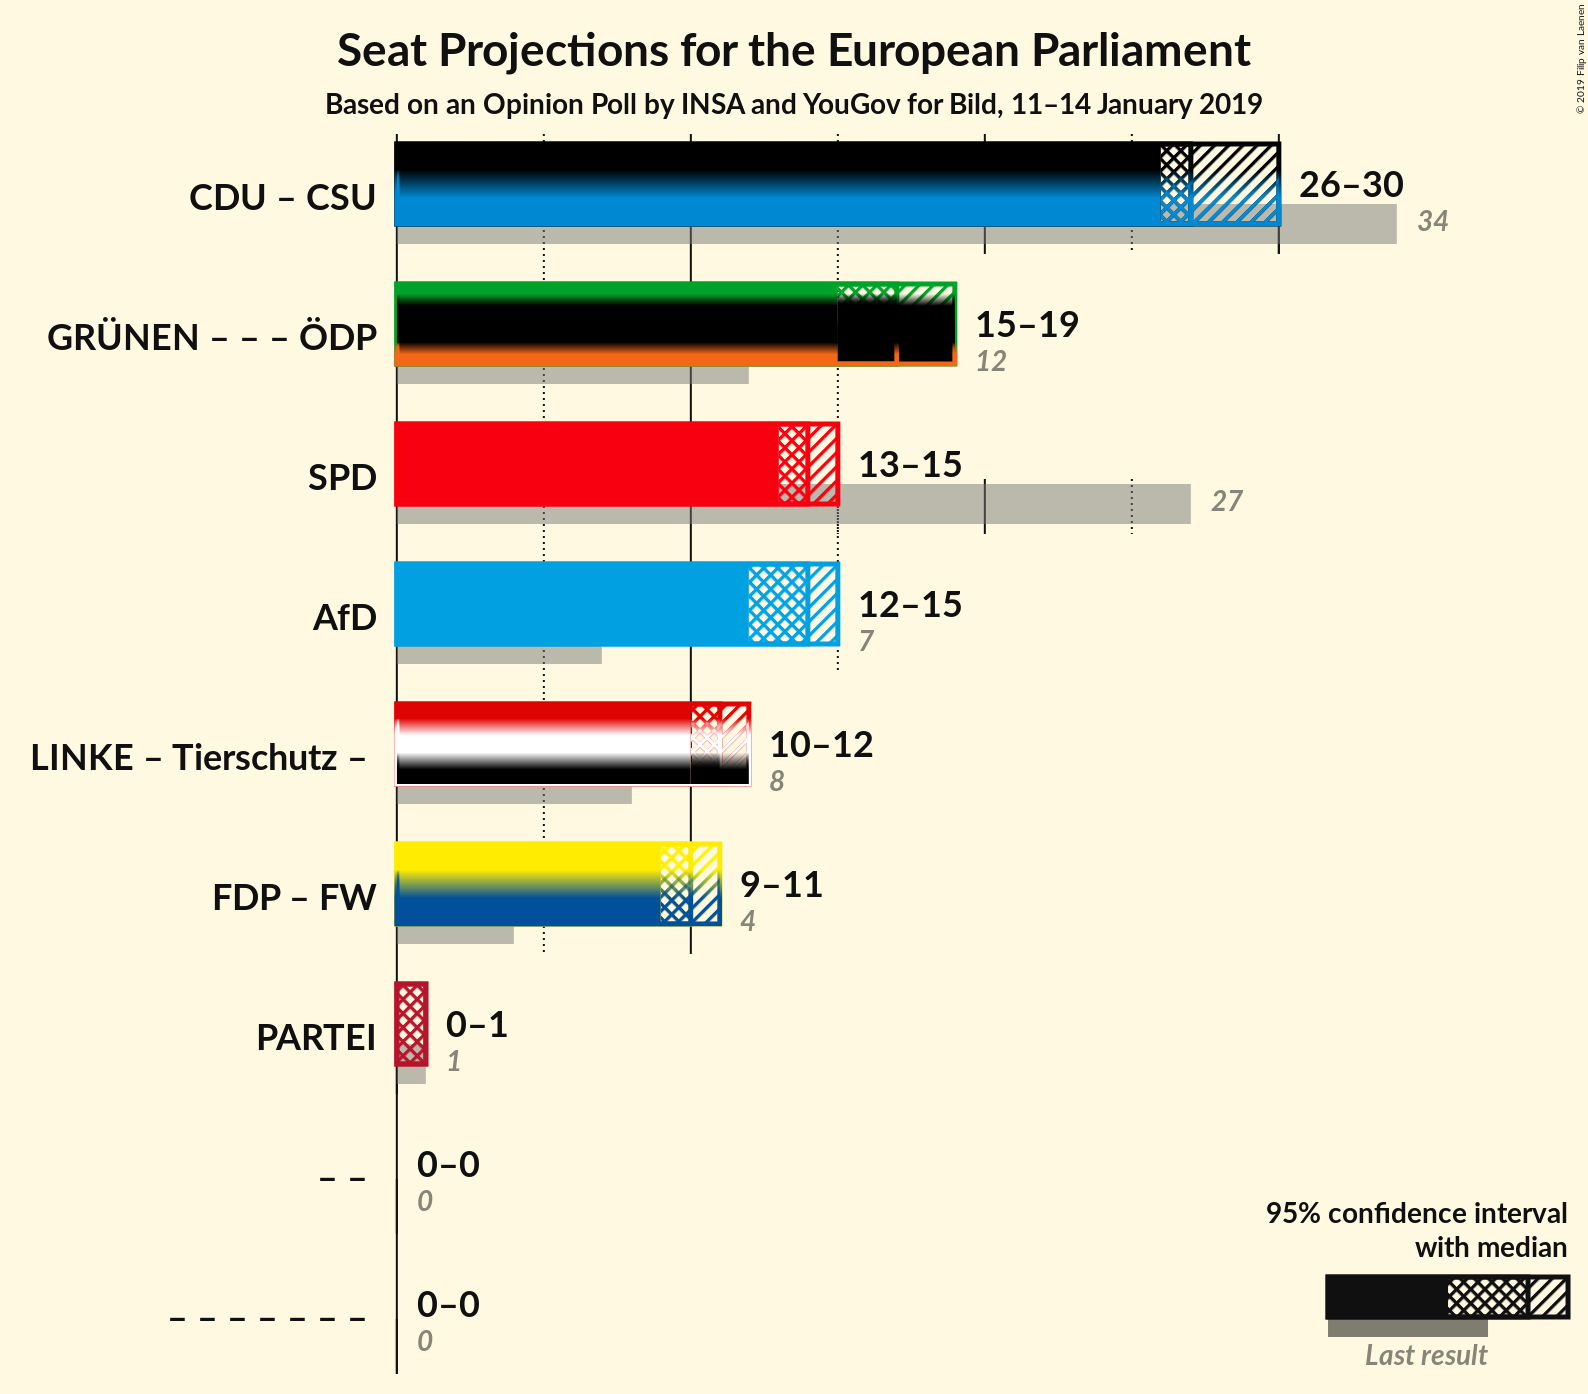 Seat Projections for the European Parliament
Based on an Opinion Poll by INSA and YouGov for Bild, 11–14 January 2019
© 2019 Filip van Laenen
CDU – CSU
26–30
34
GRÜNEN – – – ÖDP
15–19
12
SPD
13–15
27
AfD
12–15
7
LINKE – Tierschutz –
10–12
8
FDP – FW
9–11
4
PARTEI
0–1
1
– –
0–0
0
– – – – – – –
0–0
0
95% confidence interval
with median
Last result